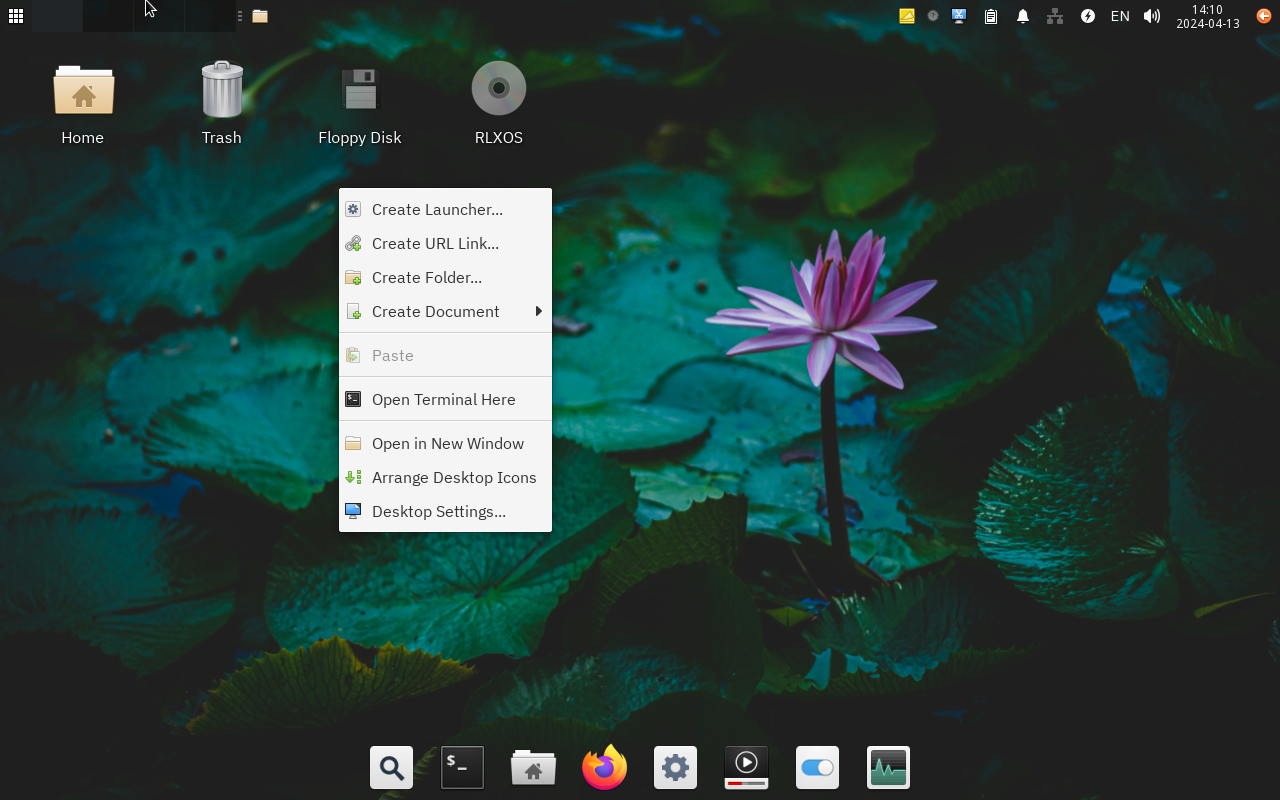 EN
14:10
2024-04-13
Home
Trash
Floppy Disk
RLXOS
Create Launcher...
Create URL Link...
Create Folder...
Create Document
Paste
Open Terminal Here
Open in New Window
Arrange Desktop Icons
Desktop Settings...
$_